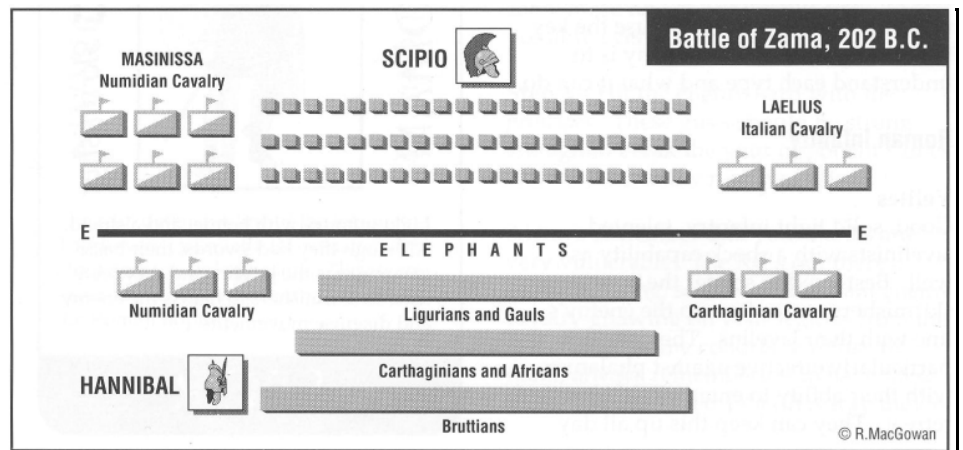 Battle of Zama, 202 B.C.
MASINISSA
Numidian Cavalry
SCIPIO
LAELIUS
Italian Cavalry
E E
ELEPHANTS
Numidian Cavalry
Ligurians and Gauls
Carthaginian Cavalry
HANNIBAL
Carthaginians and Africans
Bruttians
© R.MacGowan